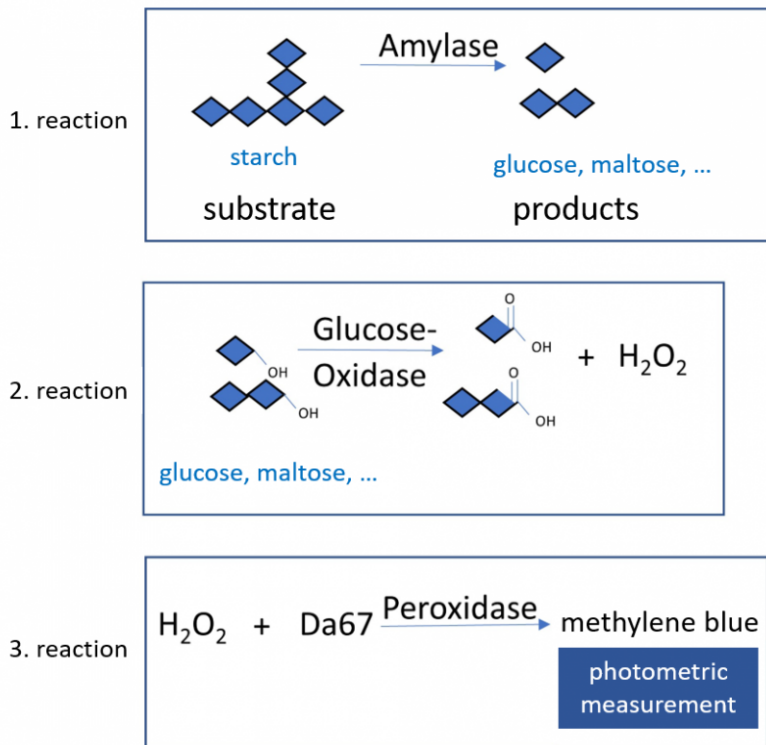 1. reaction
Amylase
starch
glucose, maltose, ...
substrate
products
2. reaction
Glucose-
Oxidase
OH
OH
O
OH
O
OH
+ H₂O₂
glucose, maltose, ...
3. reaction
H₂O₂ + Da67
Peroxidase
methylene blue
photometric
measurement